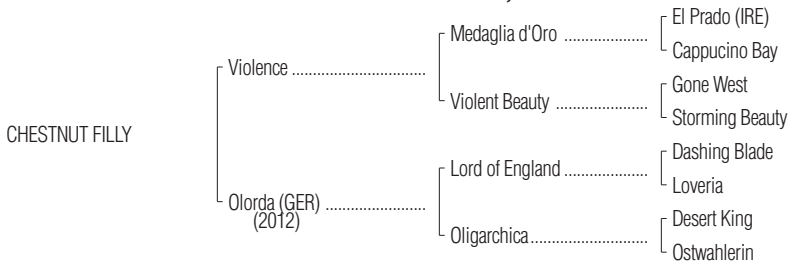 El Prado (IRE)
Medaglia d'Oro ....................
Cappucino Bay
Violence ................................
Gone West
Violent Beauty ......................
Storming Beauty
CHESTNUT FILLY
Dashing Blade
Lord of England ....................
Loveria
Olorda (GER) ........................
(2012)
Desert King
Oligarchica............................
Ostwahlerin